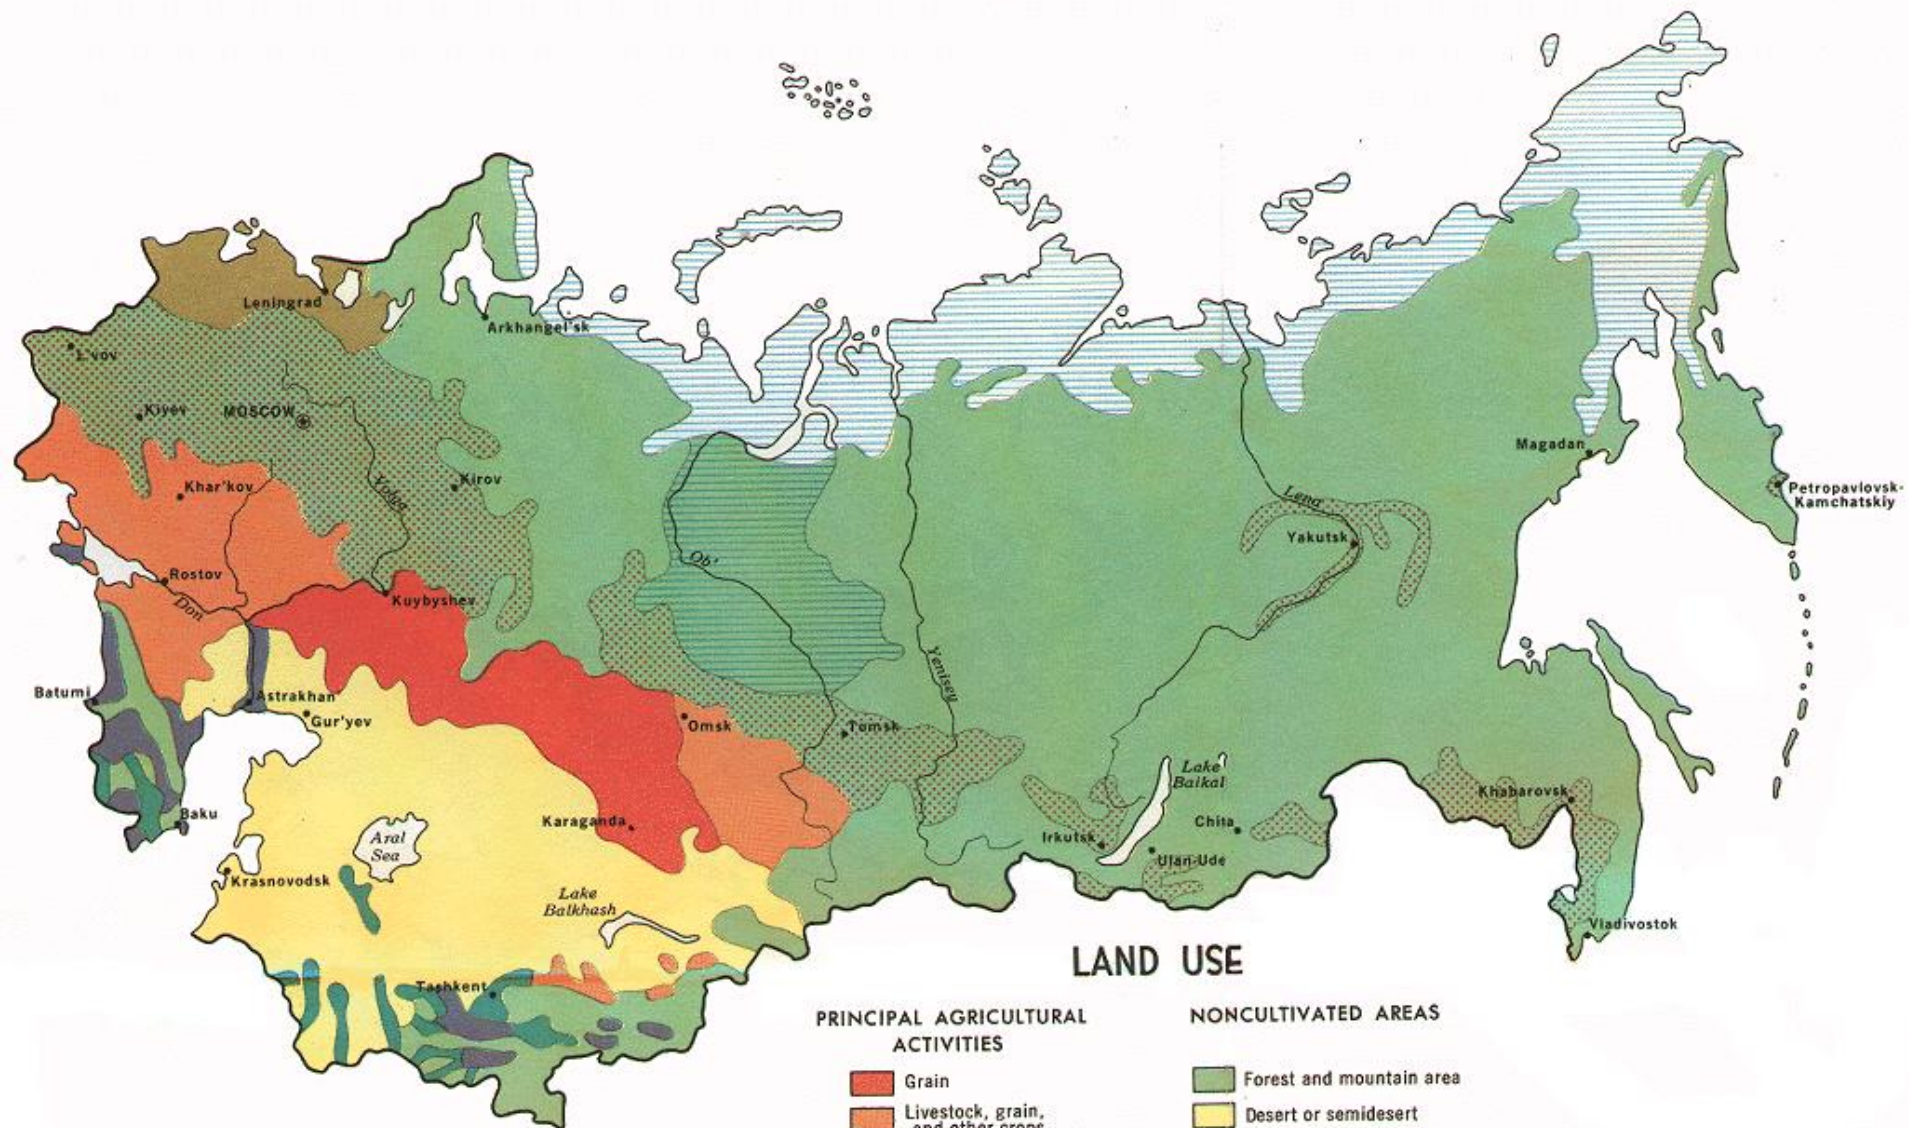 Leningrad
Arkhangel'sk
L'vov
Kiyev
MOSCOW
Khar'kov
Volga
Kirov
Magadan
Lena
Petropavlovsk-
Kamchatskiy
Yakutsk
Ob'
Rostov
Don
Kuybyshev
Yenisey
Batumi
Astrakhan
Gur'yev
Omsk
Tomsk
Lake
Baikal
Khabarovsk
Baku
Karaganda
Aral
Sea
Irkutsk
Chita
Ulan-Ude
Krasnovodsk
Lake
Balkhash
Vladivostok
Tashkent
LAND USE
PRINCIPAL AGRICULTURAL
ACTIVITIES
NONCULTIVATED AREAS
Grain
Forest and mountain area
Livestock, grain,
and other crops
Desert or semidesert